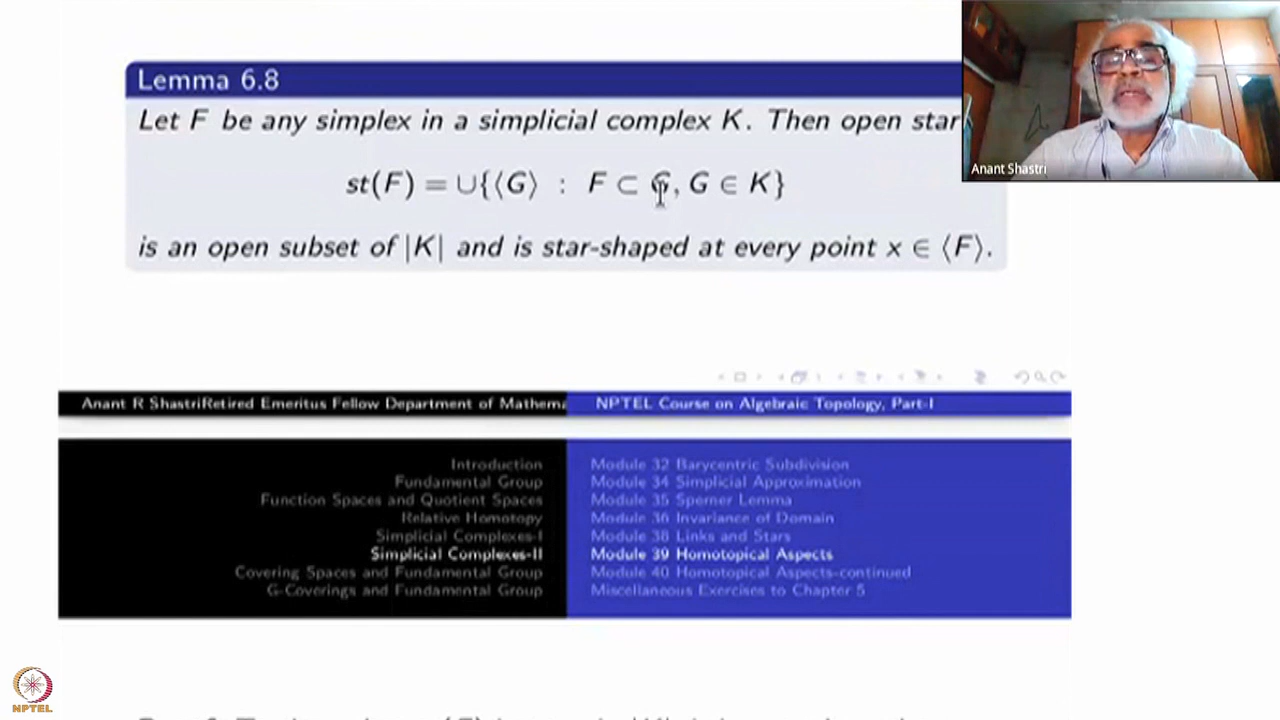 Lemma 6.8
Let F be any simplex in a simplicial complex K. Then open star
st(F) = ∪{⟨G⟩ : F ⊂ G, G ∈ K}
is an open subset of |K| and is star-shaped at every point x ∈ ⟨F⟩.
Anant Shastri
Anant R ShastriRetired Emeritus Fellow Department of Mathema
NPTEL Course on Algebraic Topology, Part-I
Introduction
Fundamental Group
Function Spaces and Quotient Spaces
Relative Homotopy
Simplicial Complexes-I
Simplicial Complexes-II
Covering Spaces and Fundamental Group
G-Coverings and Fundamental Group
Module 32 Barycentric Subdivision
Module 34 Simplicial Approximation
Module 35 Sperner Lemma
Module 36 Invariance of Domain
Module 38 Links and Stars
Module 39 Homotopical Aspects
Module 40 Homotopical Aspects-continued
Miscellaneous Exercises to Chapter 5
NPTEL